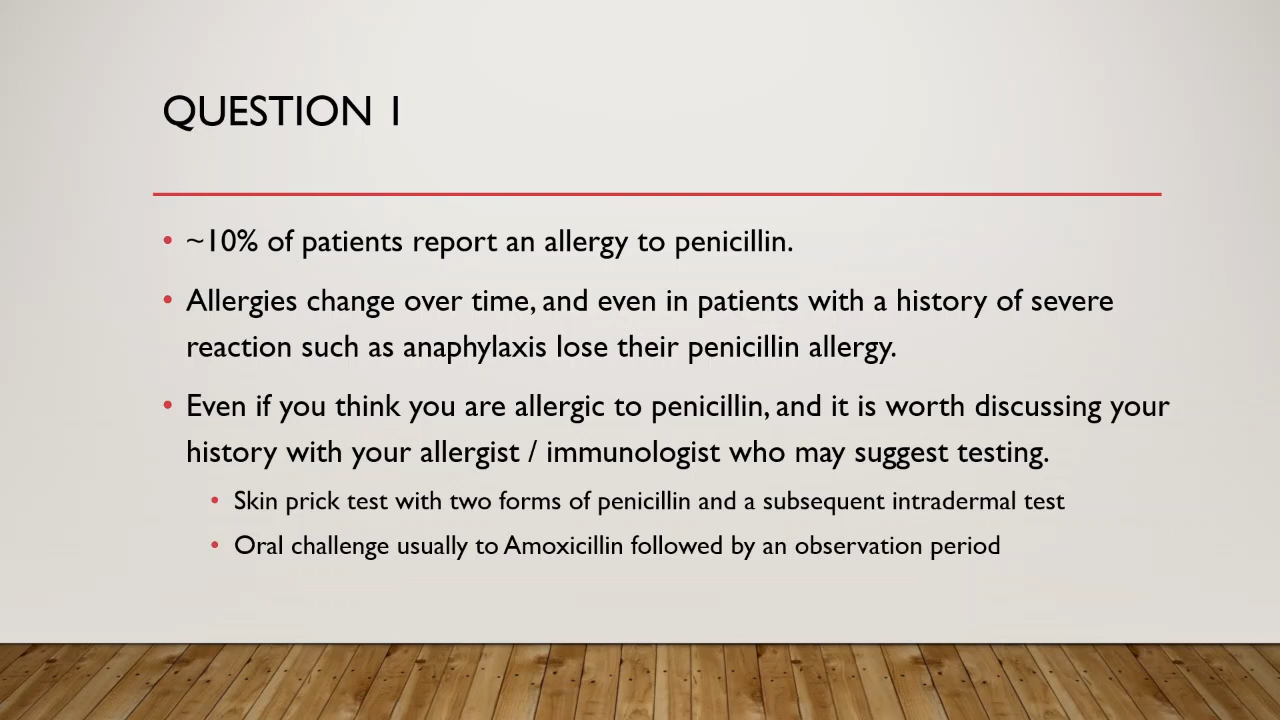 QUESTION 1
• ~10% of patients report an allergy to penicillin.
• Allergies change over time, and even in patients with a history of severe
reaction such as anaphylaxis lose their penicillin allergy.
• Even if you think you are allergic to penicillin, and it is worth discussing your
history with your allergist / immunologist who may suggest testing.
• Skin prick test with two forms of penicillin and a subsequent intradermal test
• Oral challenge usually to Amoxicillin followed by an observation period